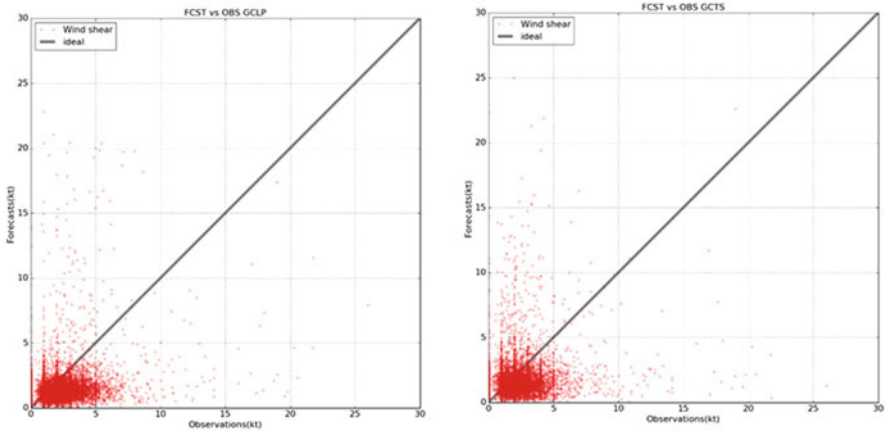 FCST vs OBS GCLP
Wind shear
ideal
Forecasts(kt)
30
25
20
15
10
5
0
0 5 10 15 20 25 30
Observations(kt)
FCST vs OBS GCTS
Wind shear
ideal
Forecasts(kt)
30
25
20
15
10
5
0
0 5 10 15 20 25 30
Observations(kt)